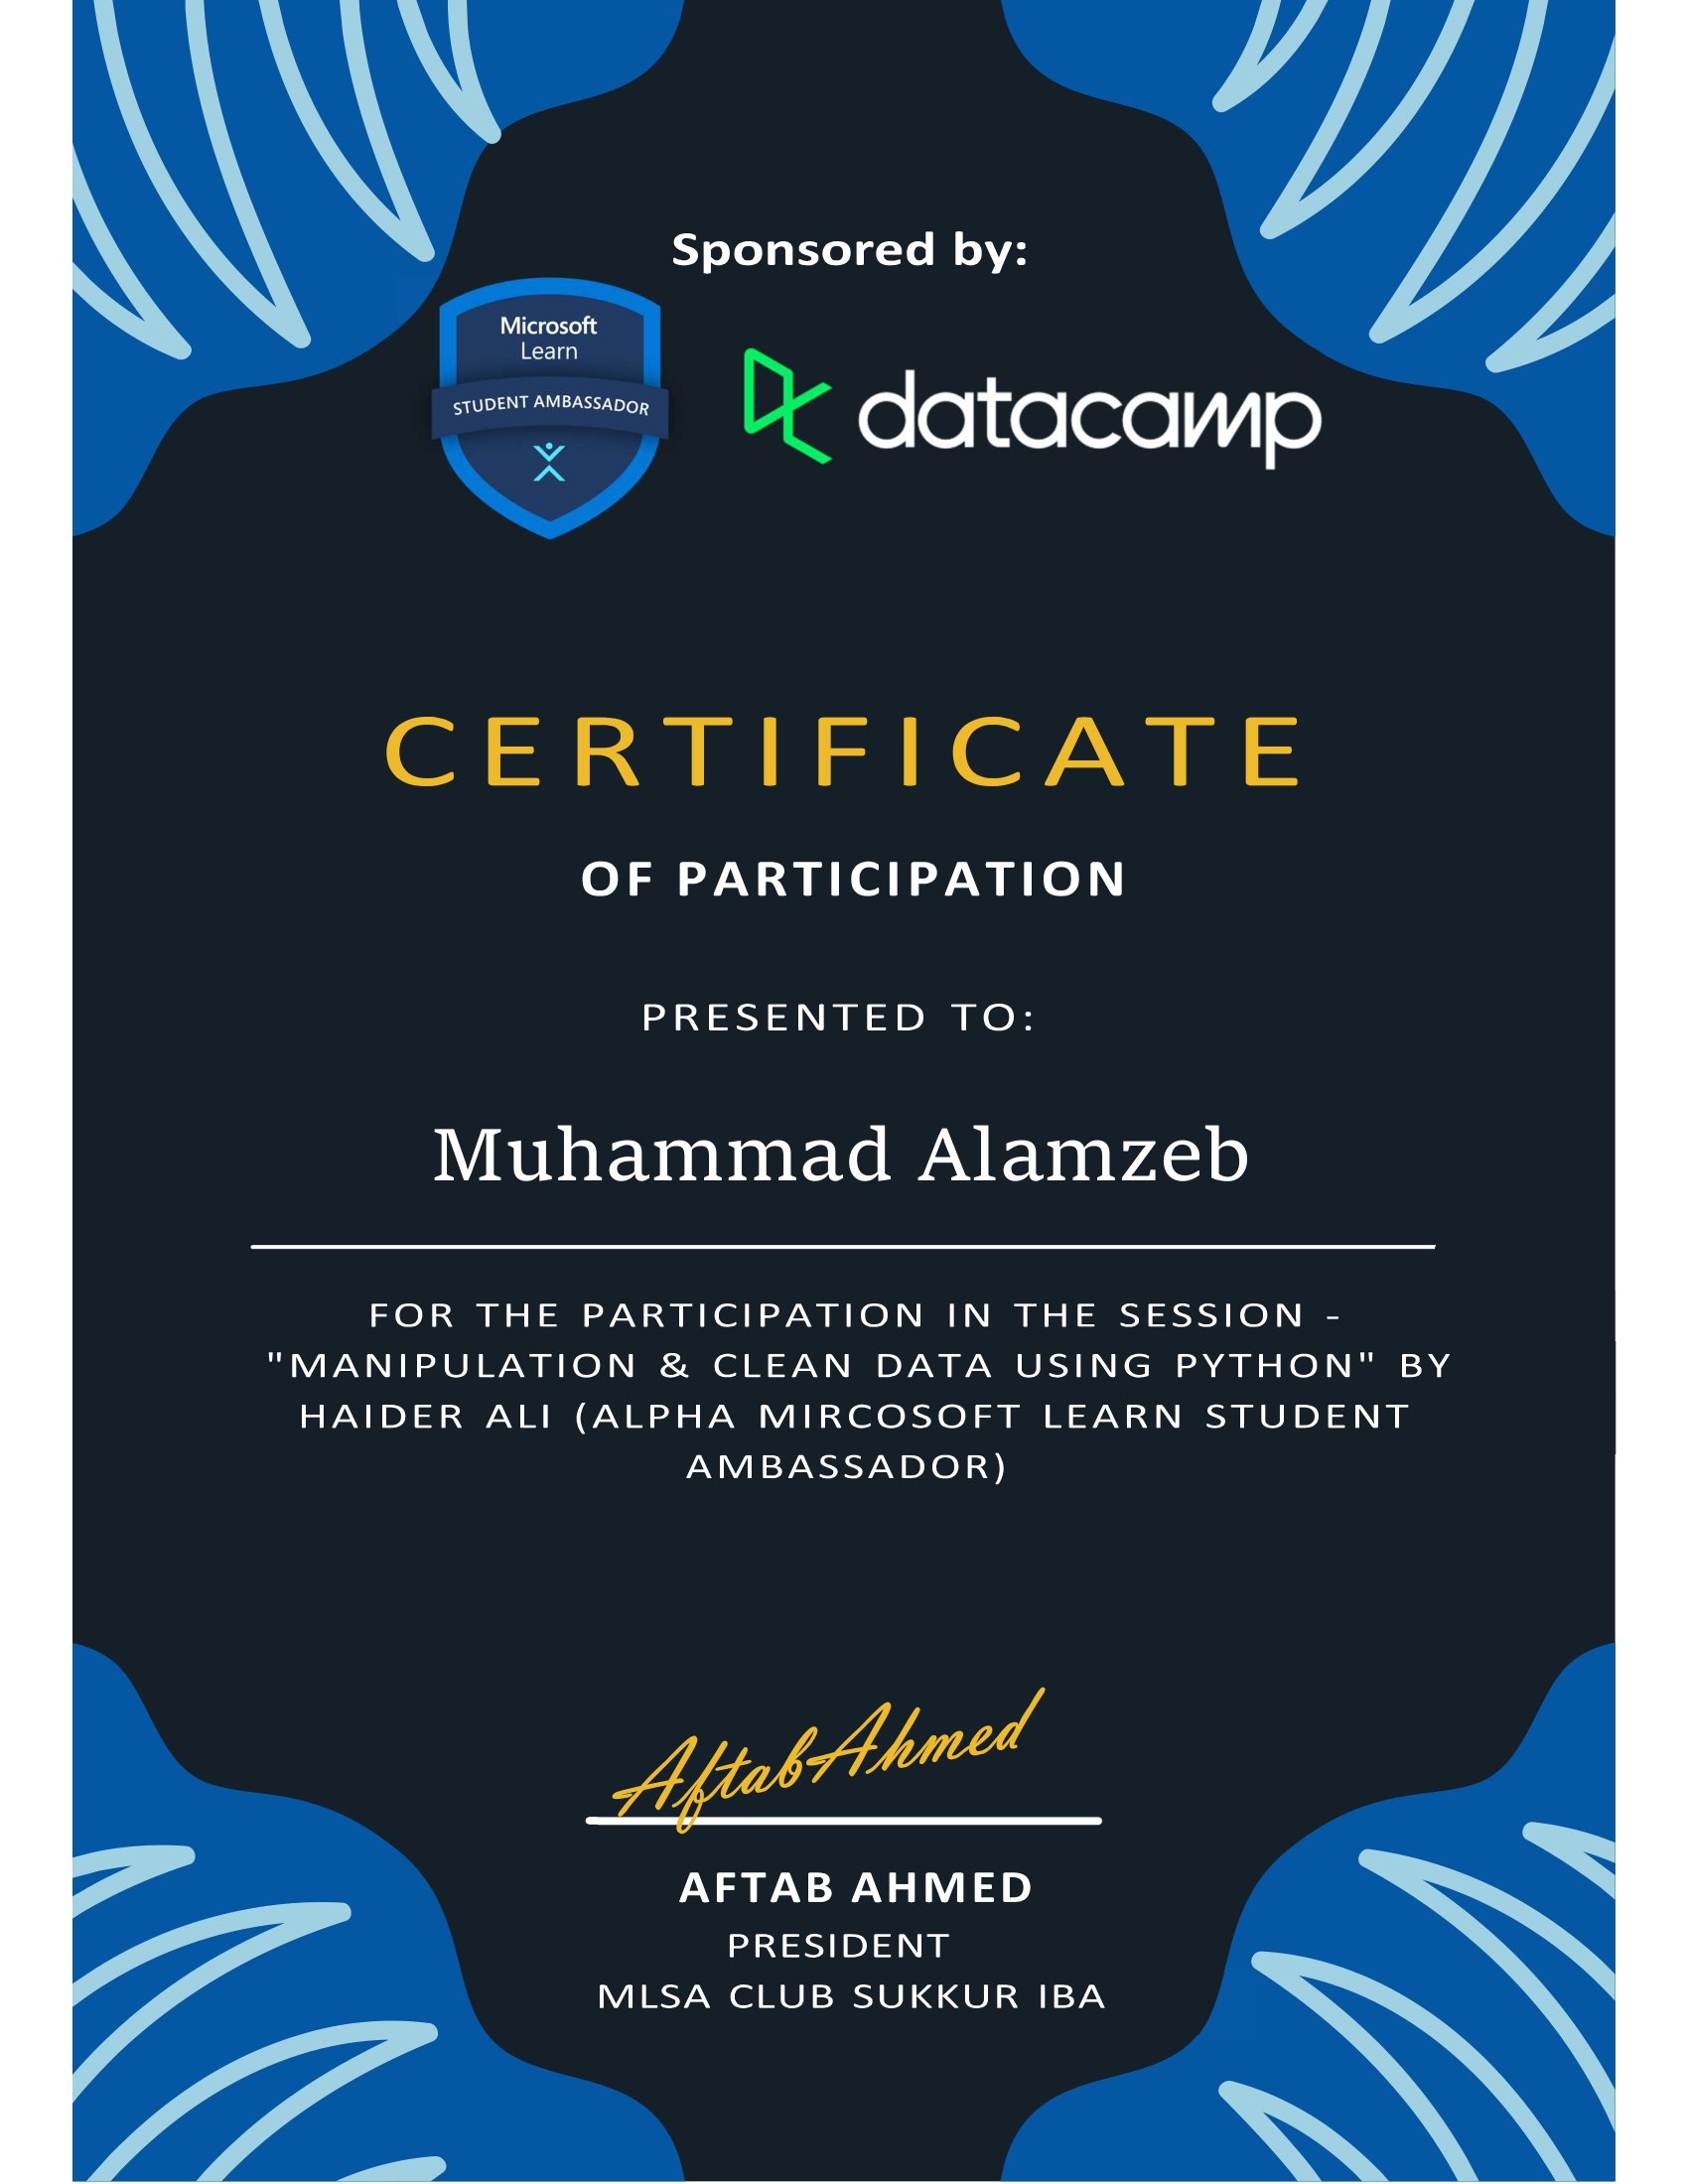 Sponsored by:
Microsoft
Learn
STUDENT AMBASSADOR
datacamp
CERTIFICATE
OF PARTICIPATION
PRESENTED TO:
Muhammad Alamzeb
FOR THE PARTICIPATION IN THE SESSION -
"MANIPULATION & CLEAN DATA USING PYTHON" BY
HAIDER ALI (ALPHA MIRCOSOFT LEARN STUDENT
AMBASSADOR)
Aftab Ahmed
AFTAB AHMED
PRESIDENT
MLSA CLUB SUKKUR IBA